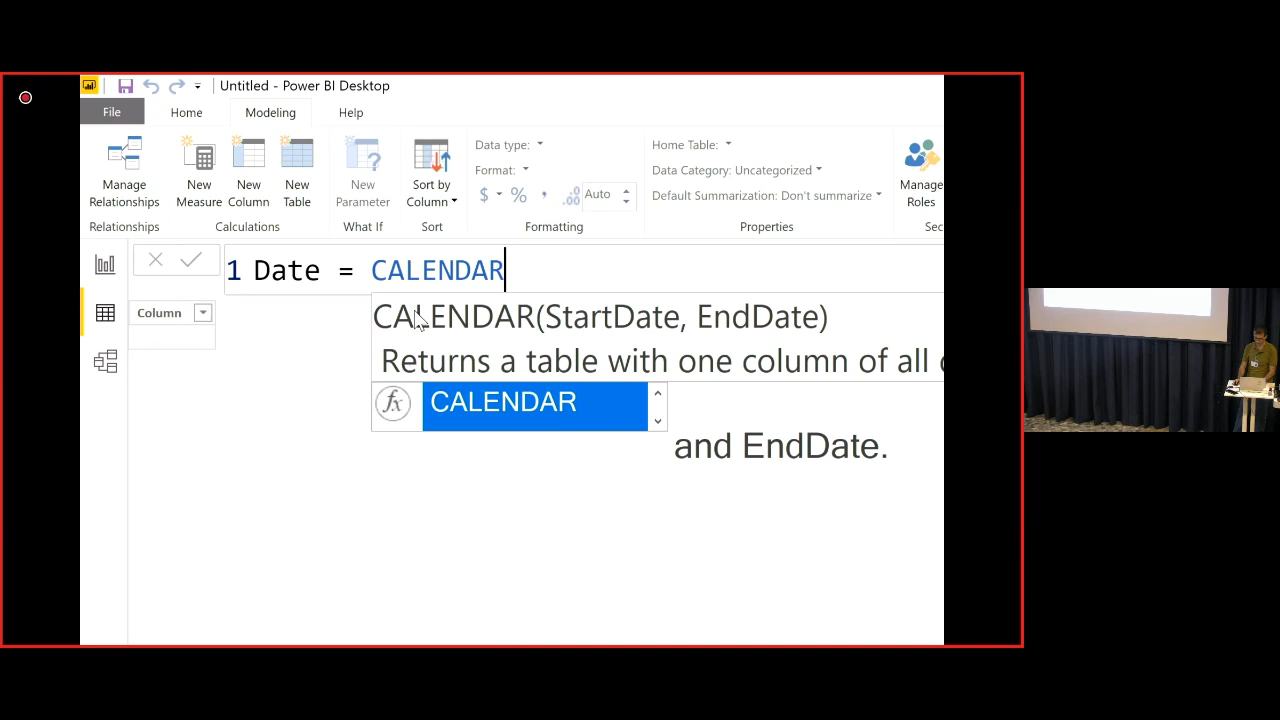 Untitled - Power BI Desktop
File Home Modeling Help
Manage Relationships
New Measure
New Column
New Table
New Parameter
Sort by Column
Data type:
Format:
$ % , .00 Auto
Home Table:
Data Category: Uncategorized
Default Summarization: Don't summarize
Manage Roles
Relationships Calculations What If Sort Formatting Properties Sec
1 Date = CALENDAR
Column
CALENDAR(StartDate, EndDate)
Returns a table with one column of all
fx CALENDAR
and EndDate.